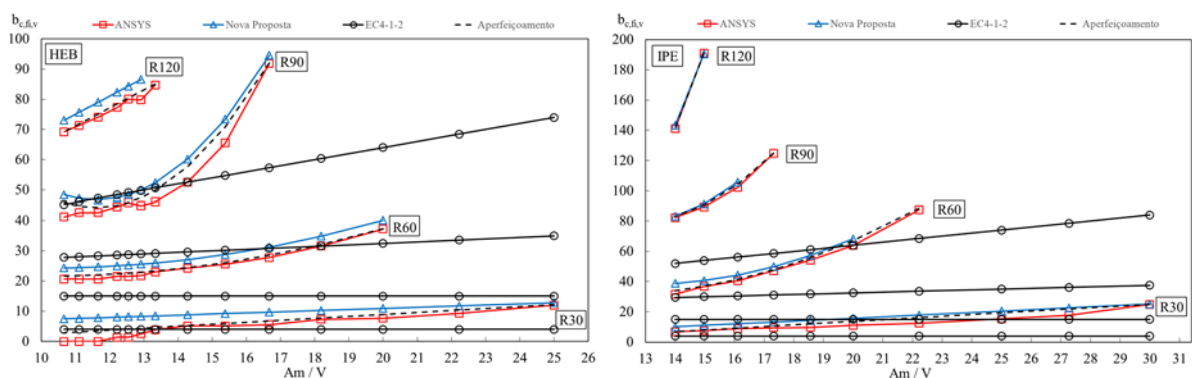 b_c,fi,v
ANSYS
Nova Proposta
EC4-1-2
Aperfeiçoamento
100
90
80
70
60
50
40
30
20
10
0
HEB
R120
R90
R60
R30
10 11 12 13 14 15 16 17 18 19 20 21 22 23 24 25 26
Am / V
b_c,fi,v
ANSYS
Nova Proposta
EC4-1-2
Aperfeiçoamento
200
180
160
140
120
100
80
60
40
20
0
IPE
R120
R90
R60
R30
13 14 15 16 17 18 19 20 21 22 23 24 25 26 27 28 29 30 31
Am / V